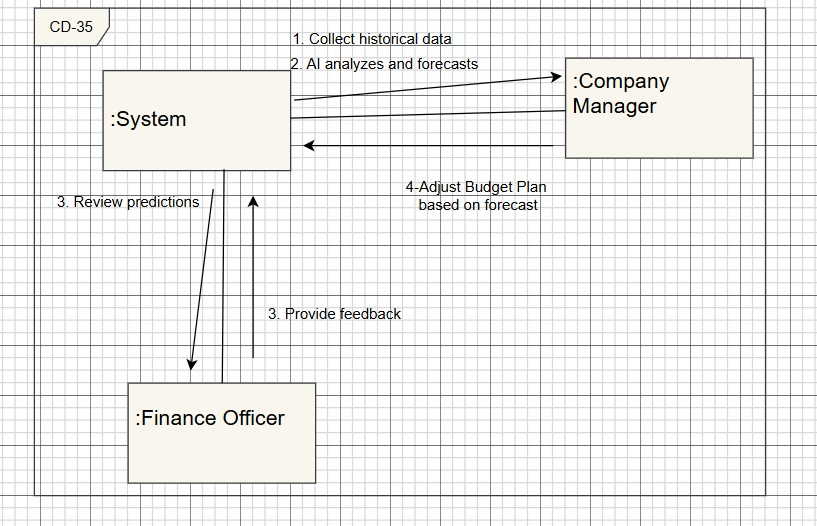 CD-35
1. Collect historical data
2. AI analyzes and forecasts
:System
:Company
Manager
3. Review predictions
4-Adjust Budget Plan
based on forecast
3. Provide feedback
:Finance Officer